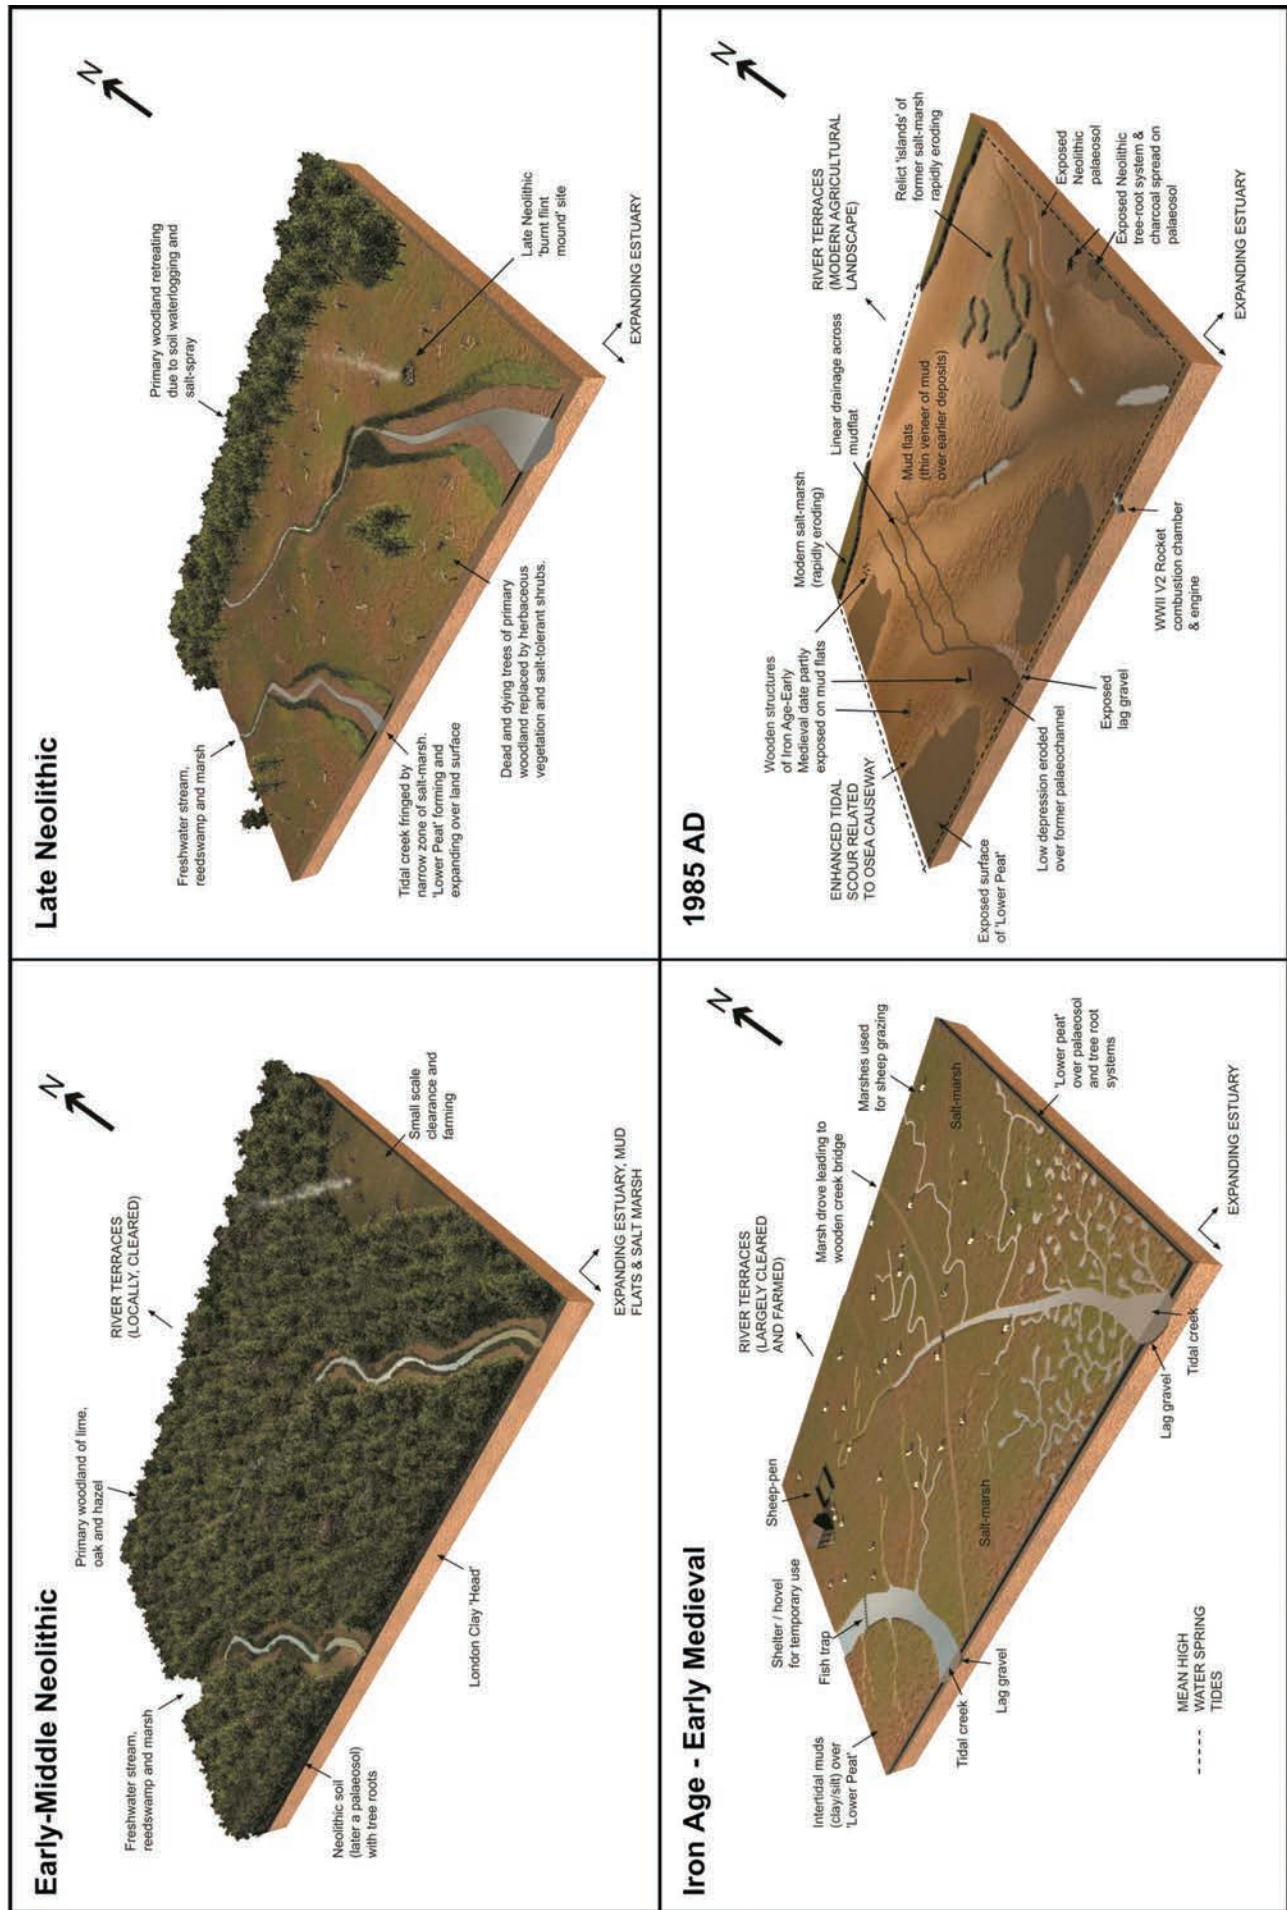 Early-Middle Neolithic
N
Primary woodland of lime,
oak and hazel
RIVER TERRACES
(LOCALLY, CLEARED)
Freshwater stream,
reedswamp and marsh
Small scale
clearance and
farming
Neolithic soil
(later a palaeosol)
with tree roots
London Clay 'Head'
EXPANDING ESTUARY, MUD
FLATS & SALT MARSH
Late Neolithic
N
Primary woodland retreating
due to soil waterlogging and
salt-spray
Freshwater stream,
reedswamp and marsh
Late Neolithic
'burnt flint
mound' site
Tidal creek fringed by
narrow zone of salt-marsh.
'Lower Peat' forming and
expanding over land surface
Dead and dying trees of primary
woodland replaced by herbaceous
vegetation and salt-tolerant shrubs.
EXPANDING ESTUARY
Iron Age - Early Medieval
N
Sheep-pen
RIVER TERRACES
(LARGELY CLEARED
AND FARMED)
Marsh drove leading to
wooden creek bridge
Marshes used
for sheep grazing
Shelter / hovel
for temporary use
Fish trap
Intertidal muds
(clay/silt) over
'Lower Peat'
Salt-marsh
Salt-marsh
Tidal creek
Lag gravel
Lag gravel
Tidal creek
'Lower peat'
over palaeosol
and tree root
systems
EXPANDING ESTUARY
MEAN HIGH
WATER SPRING
TIDES
1985 AD
N
Wooden structures
of Iron Age-Early
Medieval date partly
exposed on mud flats
Modern salt-marsh
(rapidly eroding)
Linear drainage across
mudflat
RIVER TERRACES
(MODERN AGRICULTURAL
LANDSCAPE)
Relict 'islands' of
former salt-marsh
rapidly eroding
ENHANCED TIDAL
SCOUR RELATED
TO OSEA CAUSEWAY
Mud flats
(thin veneer of mud
over earlier deposits)
Exposed surface
of 'Lower Peat'
Low depression eroded
over former palaeochannel
Exposed
lag gravel
WWII V2 Rocket
combustion chamber
& engine
Exposed
Neolithic
palaeosol
Exposed Neolithic
tree-root system &
charcoal spread on
palaeosol
EXPANDING ESTUARY